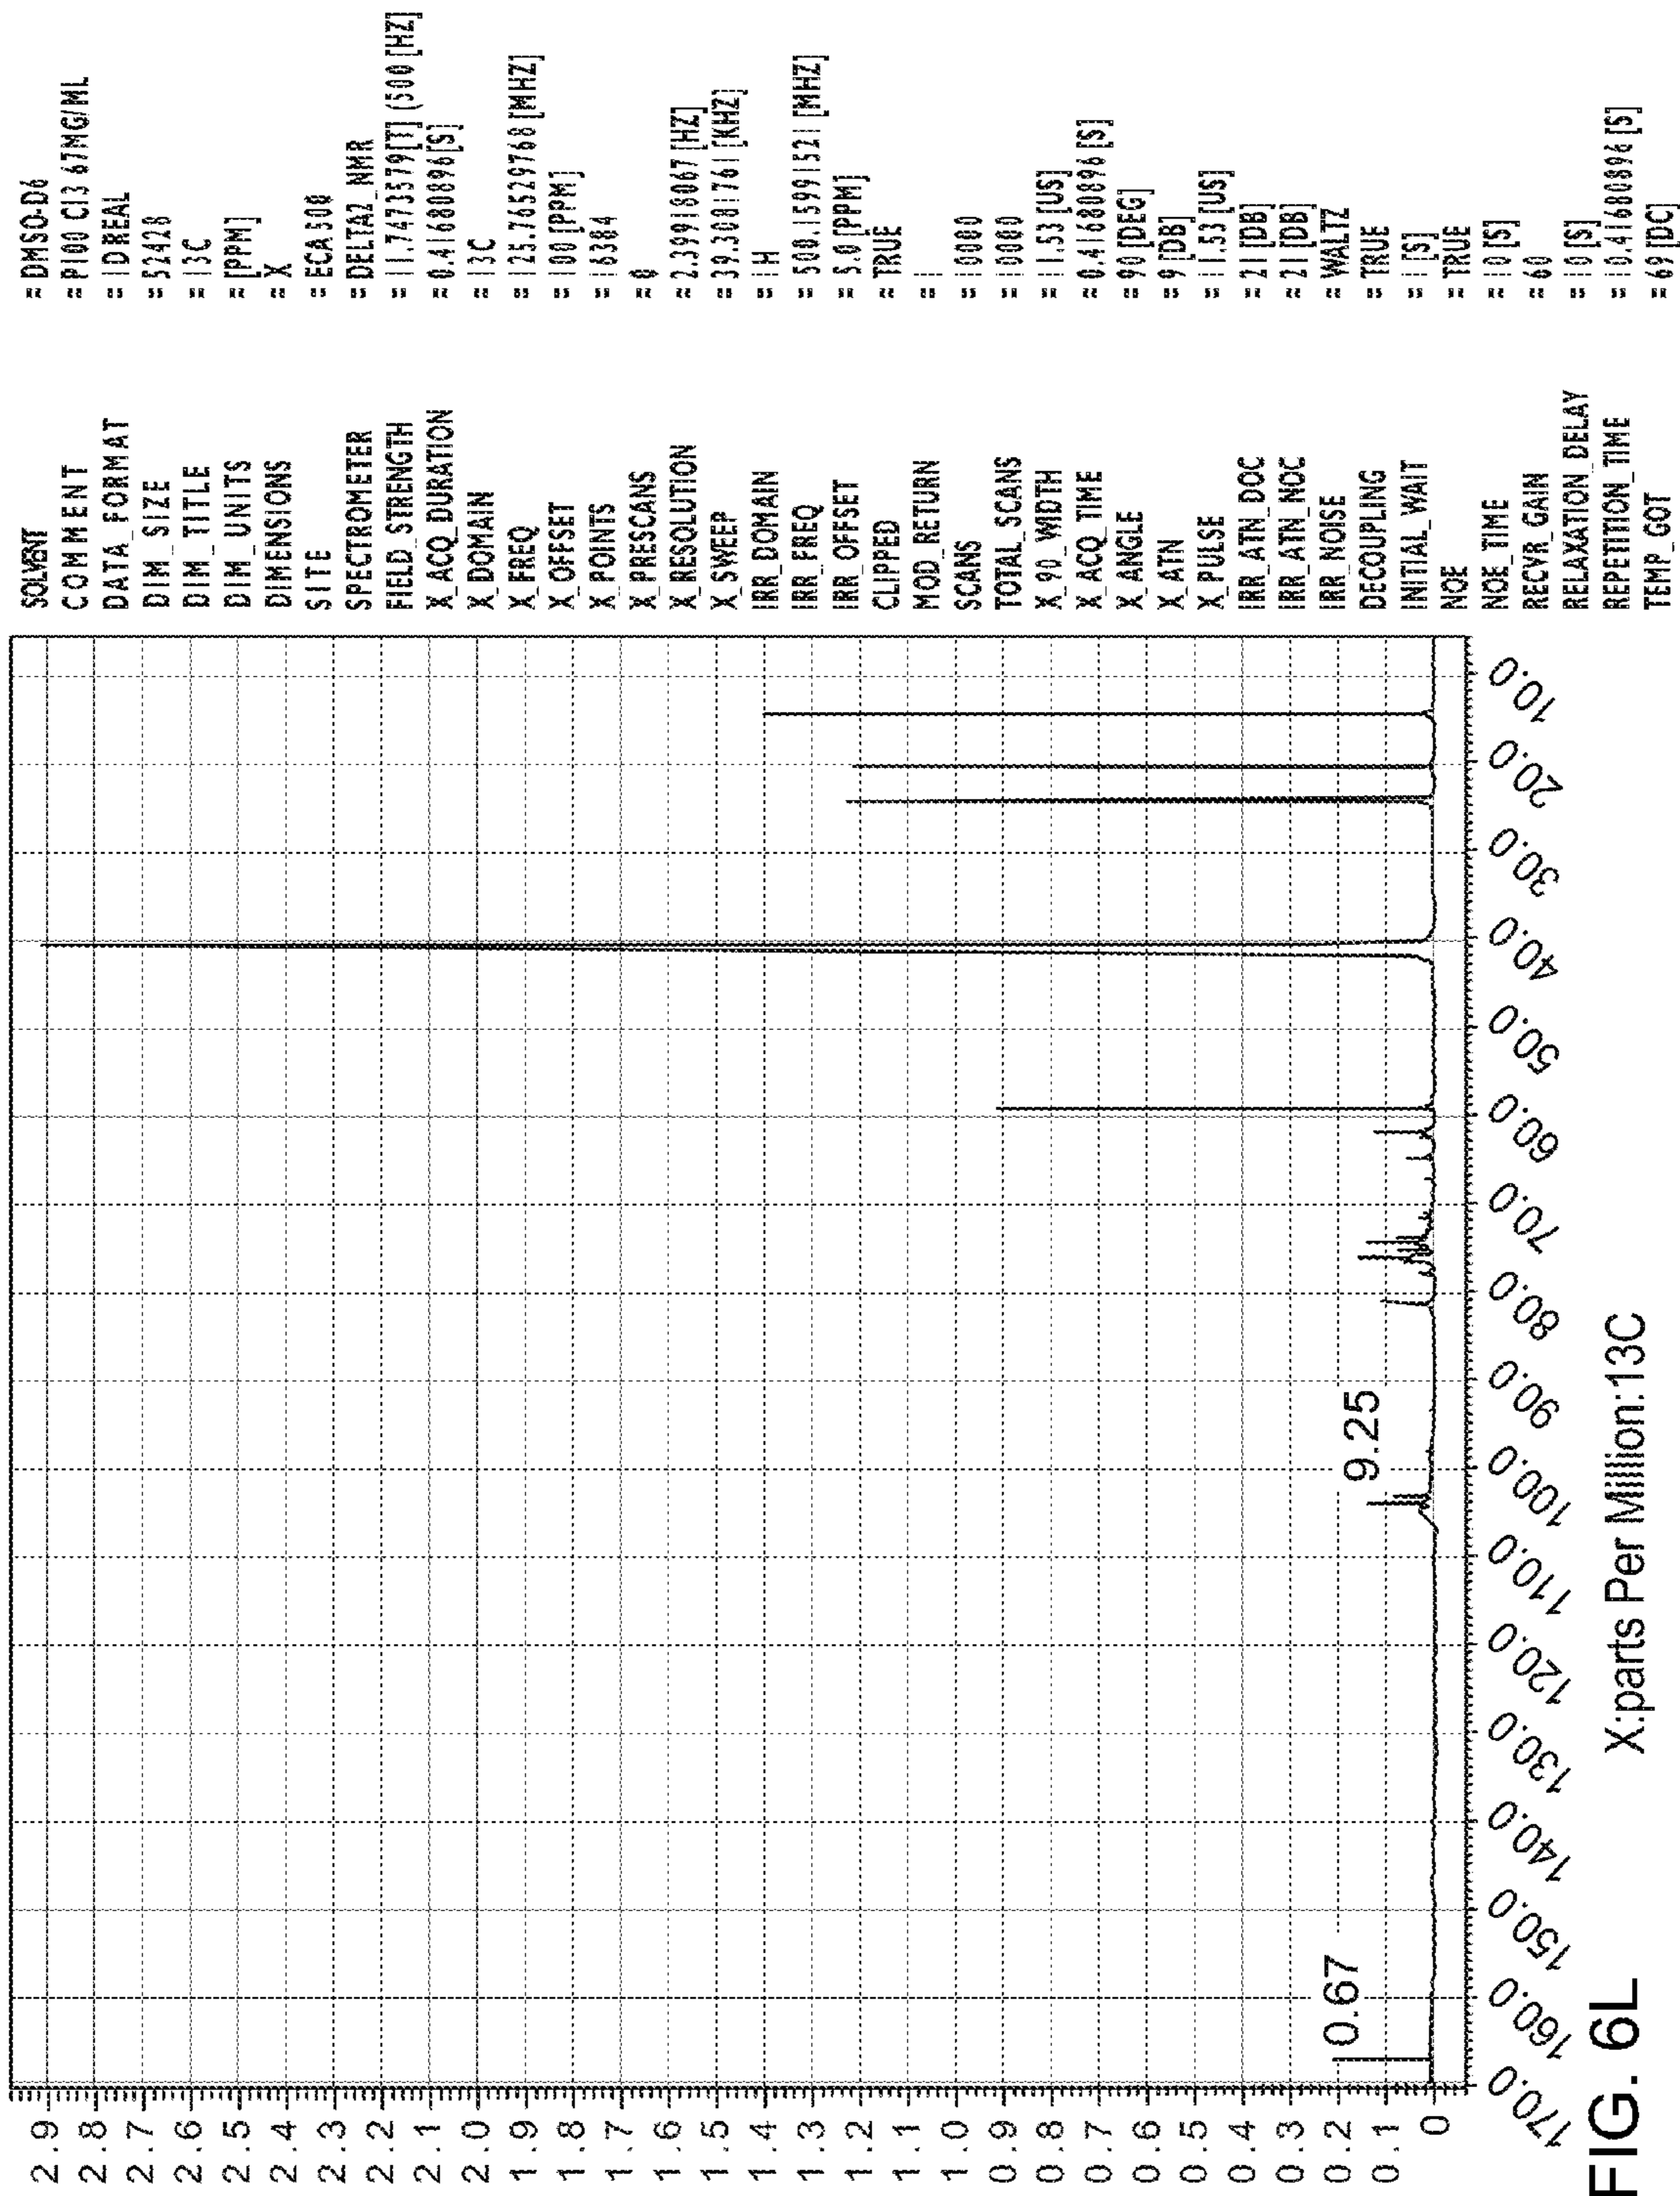 SOLVENT = DMSO-D6
COMMENT = P100 C13 67MG/ML
DATA_FORMAT = 1D REAL
DIM_SIZE = 52428
DIM_TITLE = 13C
DIM_UNITS = [PPM]
DIMENSIONS = X
SITE = ECA500
SPECTROMETER = DELTA2_NMR
FIELD_STRENGTH = 11.7473579[T] (500[HZ]
X_ACQ_DURATION = 0.41680896[S]
X_DOMAIN = 13C
X_FREQ = 125.76529768[MHZ]
X_OFFSET = 100[PPM]
X_POINTS = 16384
X_PRESCANS = 0
X_RESOLUTION = 2.39918067[HZ]
X_SWEEP = 39.3081761[KHZ]
IRR_DOMAIN = 1H
IRR_FREQ = 500.15991521[MHZ]
IRR_OFFSET = 5.0[PPM]
CLIPPED = TRUE
MOD_RETURN = 1
SCANS = 10000
TOTAL_SCANS = 10000
X_90_WIDTH = 11.53[US]
X_ACQ_TIME = 0.41680896[S]
X_ANGLE = 90[DEG]
X_ATN = 9[DB]
X_PULSE = 11.53[US]
IRR_ATN_DOC = 21[DB]
IRR_ATN_NOC = 21[DB]
IRR_NOISE = WALTZ
DECOUPLING = TRUE
INITIAL_WAIT = 1[S]
NOE = TRUE
NOE_TIME = 10[S]
RECVR_GAIN = 60
RELAXATION_DELAY = 10[S]
REPETITION_TIME = 10.41680896[S]
TEMP_GOT = 69[DC]
2.9
2.8
2.7
2.6
2.5
2.4
2.3
2.2
2.1
2.0
1.9
1.8
1.7
1.6
1.5
1.4
1.3
1.2
1.1
1.0
0.9
0.8
0.7
0.6
0.5
0.4
0.3
0.2
0.1
0
0.67
9.25
170.0 160.0 150.0 140.0 130.0 120.0 110.0 100.0 90.0 80.0 70.0 60.0 50.0 40.0 30.0 20.0 10.0
X:parts Per Million:13C
FIG. 6L